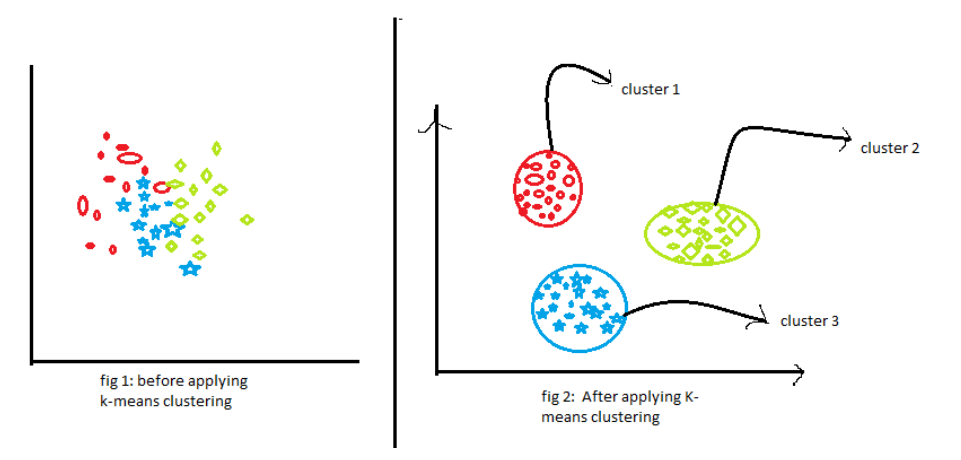 fig 1: before applying
k-means clustering
cluster 1
cluster 2
cluster 3
fig 2:  After applying K-
means clustering